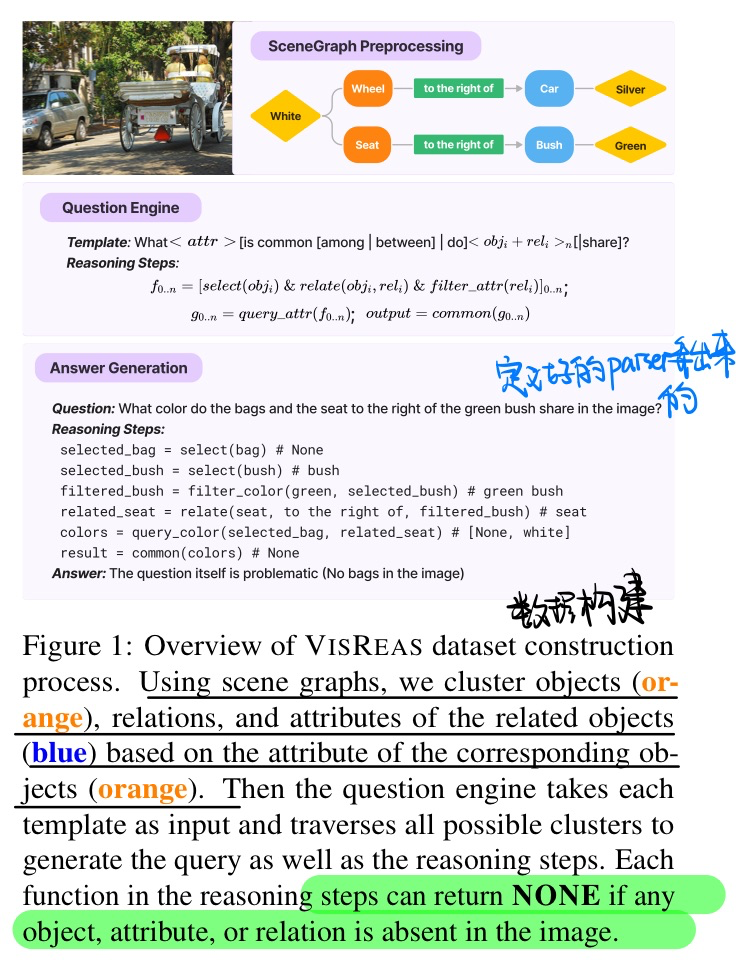 SceneGraph Preprocessing
White
Wheel
to the right of
Car
Silver
Seat
to the right of
Bush
Green
Question Engine
Template: What < attr > [is common [among | between] | do] < obj_i + rel_i >_n [|share]?
Reasoning Steps:
f_{0..n} = [select(obj_i) & relate(obj_i, rel_i) & filter_attr(rel_i)]_{0..n};
g_{0..n} = query_attr(f_{0..n}); output = common(g_{0..n})
Answer Generation
定义好的parser弄出来
的
Question: What color do the bags and the seat to the right of the green bush share in the image?
Reasoning Steps:
selected_bag = select(bag) # None
selected_bush = select(bush) # bush
filtered_bush = filter_color(green, selected_bush) # green bush
related_seat = relate(seat, to the right of, filtered_bush) # seat
colors = query_color(selected_bag, related_seat) # [None, white]
result = common(colors) # None
Answer: The question itself is problematic (No bags in the image)
数据构建
Figure 1: Overview of VISREAS dataset construction
process. Using scene graphs, we cluster objects (or-
ange), relations, and attributes of the related objects
(blue) based on the attribute of the corresponding ob-
jects (orange). Then the question engine takes each
template as input and traverses all possible clusters to
generate the query as well as the reasoning steps. Each
function in the reasoning steps can return NONE if any
object, attribute, or relation is absent in the image.